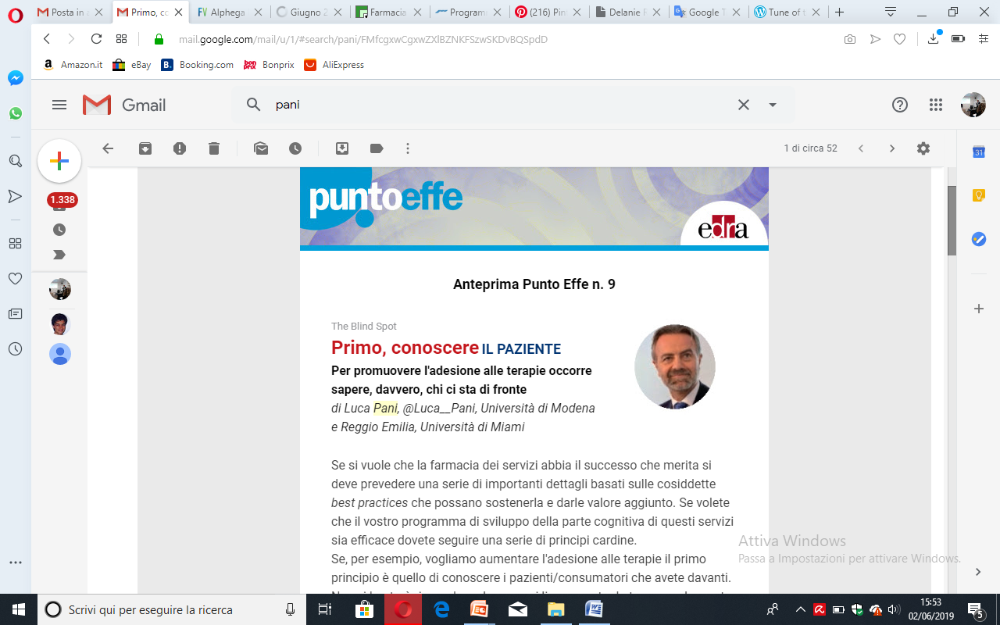 Posta in a
Primo, co
FV Alphega
Giugno 2
Farmacia
Program
(216) Pin
Delanie
Google T
Tune of t
mail.google.com/mail/u/1/#search/pani/FMfcgxwCgxwZXlBZNKFSzwSKDvBQSpdD
Amazon.it eBay Booking.com Bonprix AliExpress
Gmail
pani
1 di circa 52
1.338
31
puntoeffe
edra
Anteprima Punto Effe n. 9
The Blind Spot
Primo, conoscere IL PAZIENTE
Per promuovere l'adesione alle terapie occorre
sapere, davvero, chi ci sta di fronte
di Luca Pani, @Luca__Pani, Università di Modena
e Reggio Emilia, Università di Miami
Se si vuole che la farmacia dei servizi abbia il successo che merita si
deve prevedere una serie di importanti dettagli basati sulle cosiddette
best practices che possano sostenerla e darle valore aggiunto. Se volete
che il vostro programma di sviluppo della parte cognitiva di questi servizi
sia efficace dovete seguire una serie di principi cardine.
Se, per esempio, vogliamo aumentare l'adesione alle terapie il primo
principio è quello di conoscere i pazienti/consumatori che avete davanti.
Attiva Windows
Passa a Impostazioni per attivare Windows.
Scrivi qui per eseguire la ricerca
15:53
02/06/2019
5